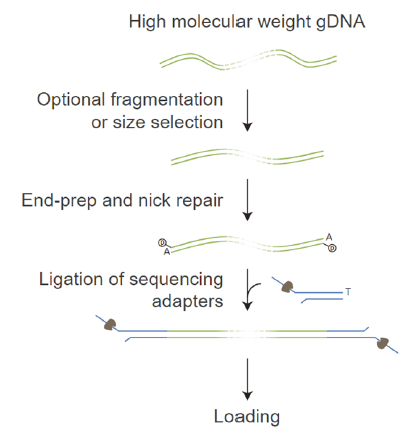 High molecular weight gDNA
Optional fragmentation
or size selection
End-prep and nick repair
A
P
A
P
Ligation of sequencing
adapters
T
Loading